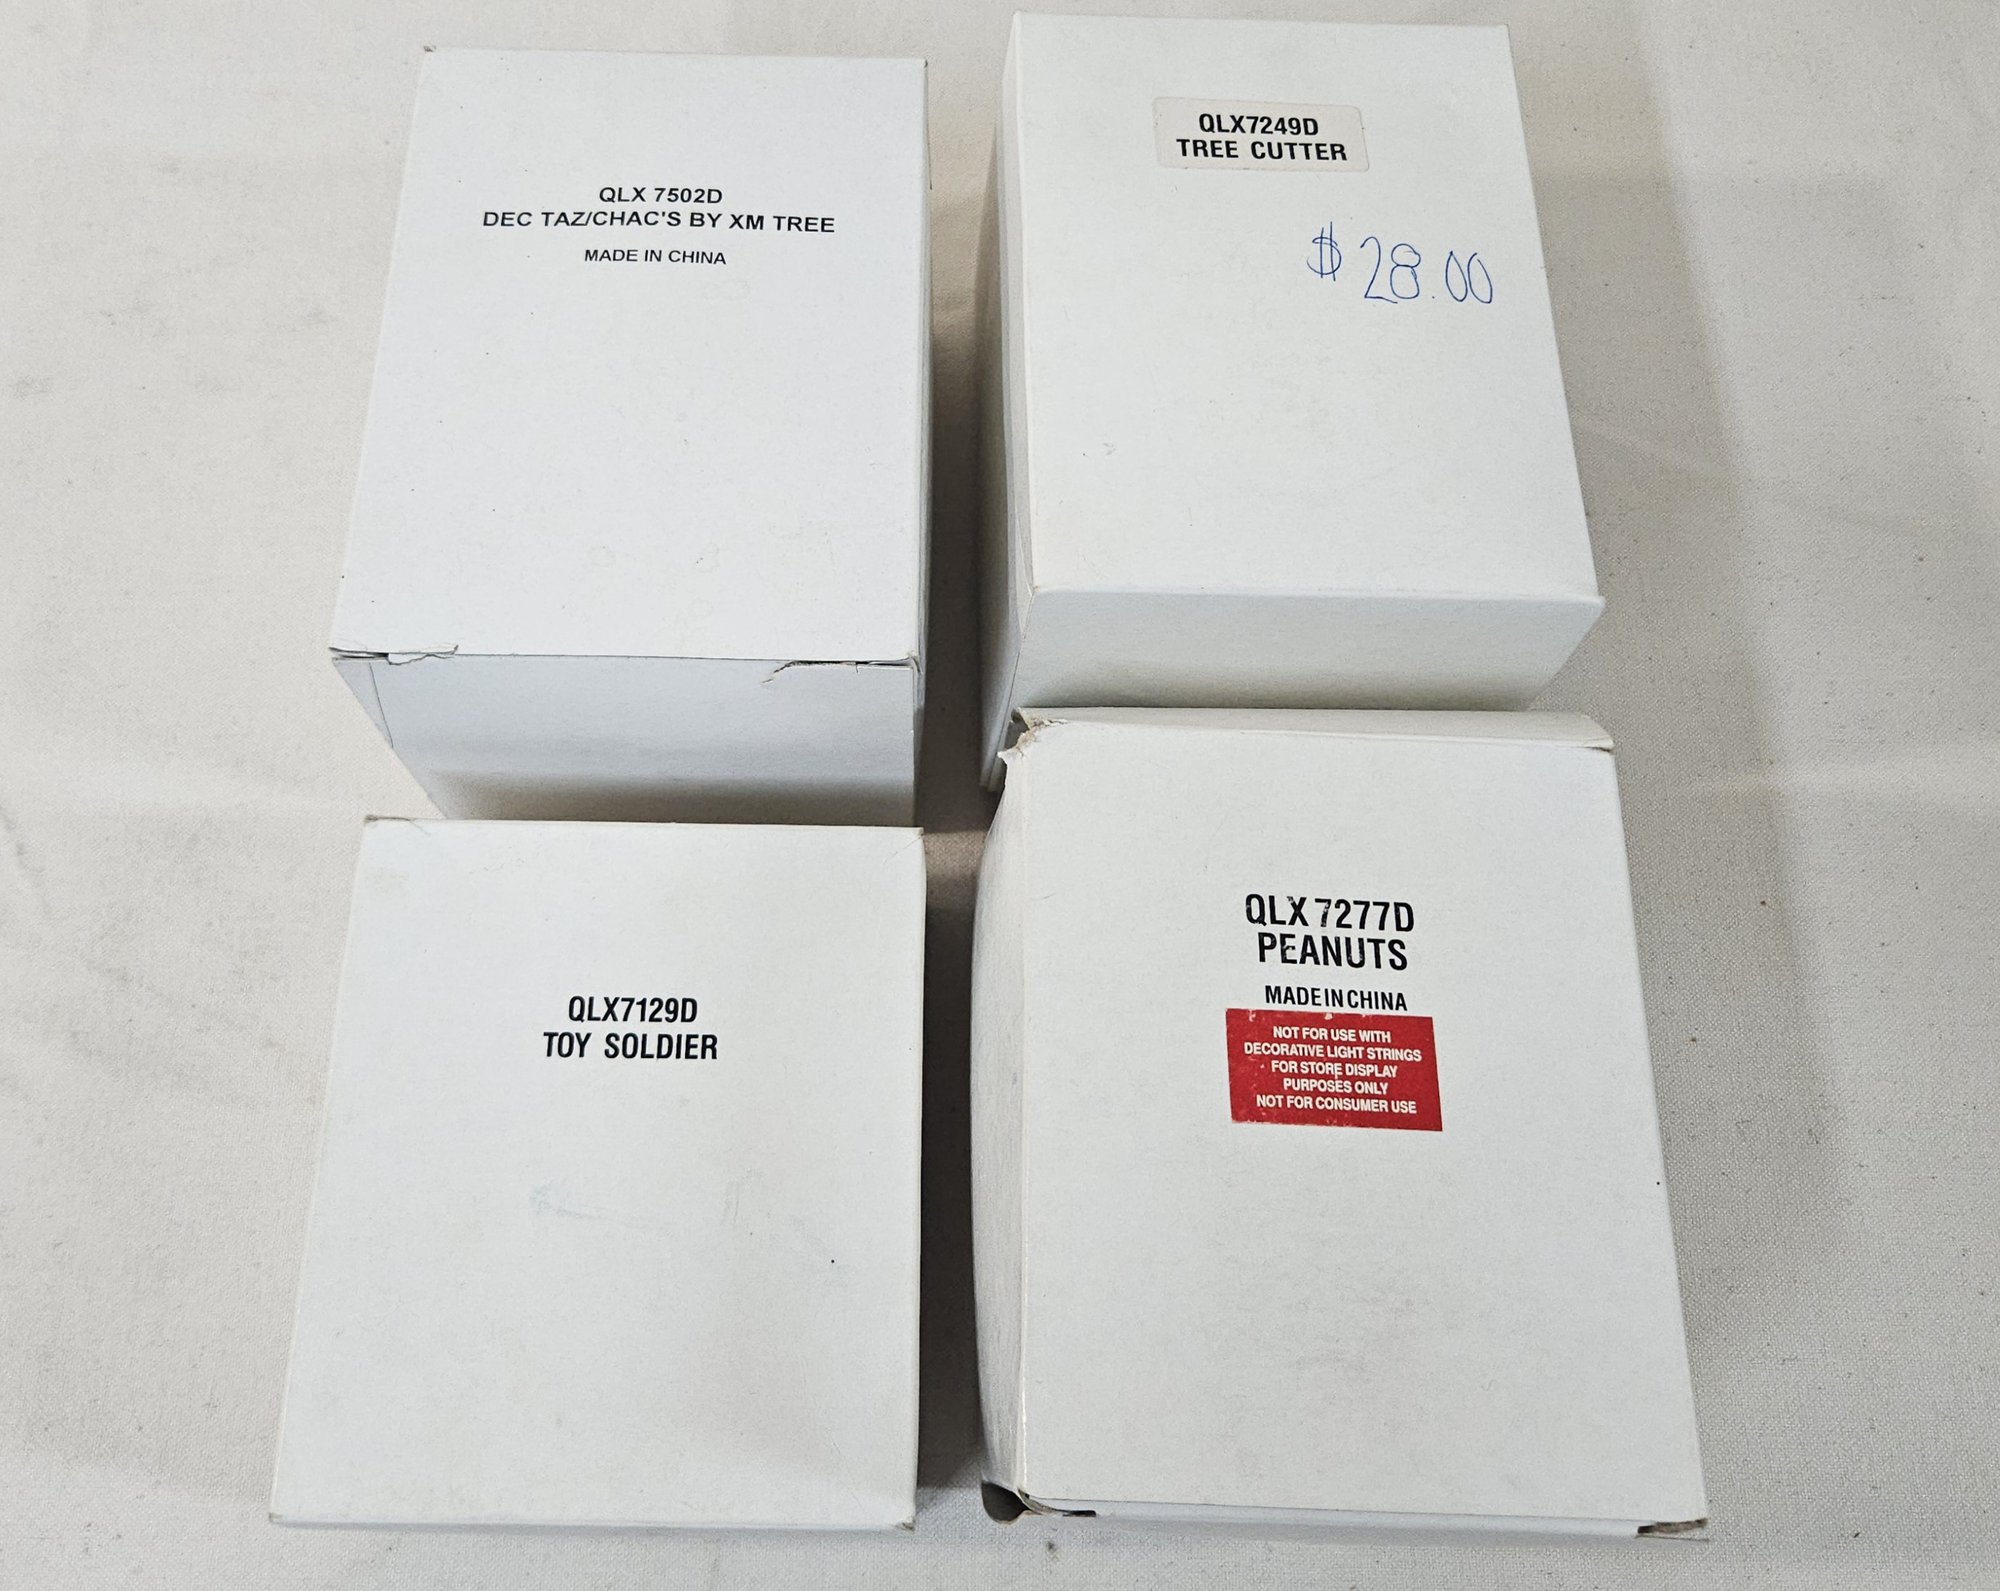 QLX 7502D
DEC TAZ/CHAC'S BY XM TREE
MADE IN CHINA
QLX7249D
TREE CUTTER
$28.00
QLX7129D
TOY SOLDIER
QLX 7277D
PEANUTS
MADE IN CHINA
NOT FOR USE WITH
DECORATIVE LIGHT STRINGS
FOR STORE DISPLAY
PURPOSES ONLY
NOT FOR CONSUMER USE